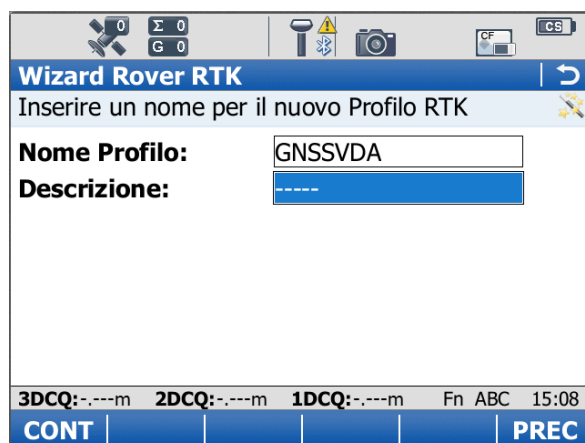 0
Σ 0
G 0
CF
CS
Wizard Rover RTK
Inserire un nome per il nuovo Profilo RTK
Nome Profilo: GNSSVDA
Descrizione: -----
3DCQ:-.---m 2DCQ:-.---m 1DCQ:-.---m Fn ABC 15:08
CONT PREC